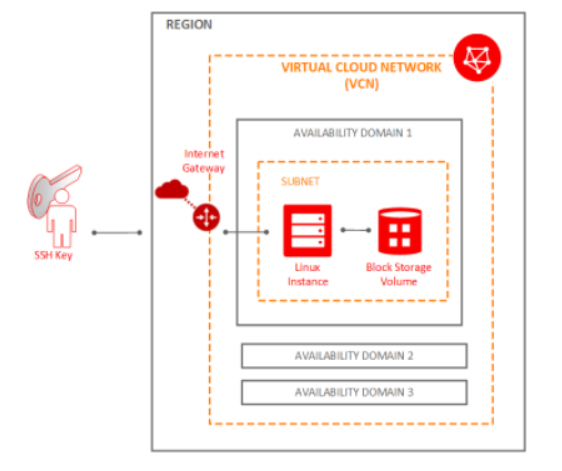 REGION
VIRTUAL CLOUD NETWORK
(VCN)
AVAILABILITY DOMAIN 1
Internet
Gateway
SUBNET
SSH Key
Linux
Instance
Block Storage
Volume
AVAILABILITY DOMAIN 2
AVAILABILITY DOMAIN 3